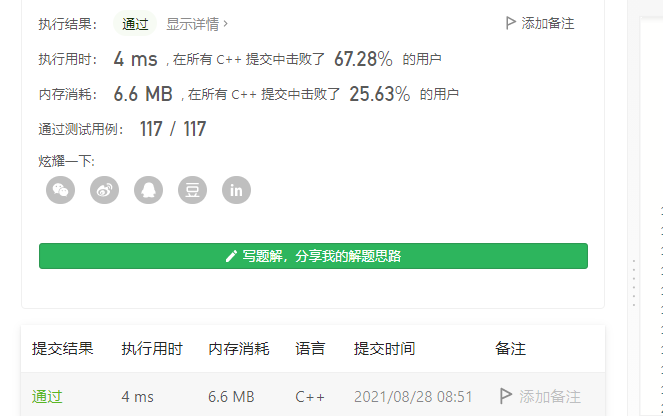 执行结果： 通过 显示详情 › 添加备注
执行用时： 4 ms , 在所有 C++ 提交中击败了 67.28% 的用户
内存消耗： 6.6 MB , 在所有 C++ 提交中击败了 25.63% 的用户
通过测试用例： 117 / 117
炫耀一下:
豆 in
写题解，分享我的解题思路
提交结果 执行用时 内存消耗 语言 提交时间 备注
通过 4 ms 6.6 MB C++ 2021/08/28 08:51 添加备注